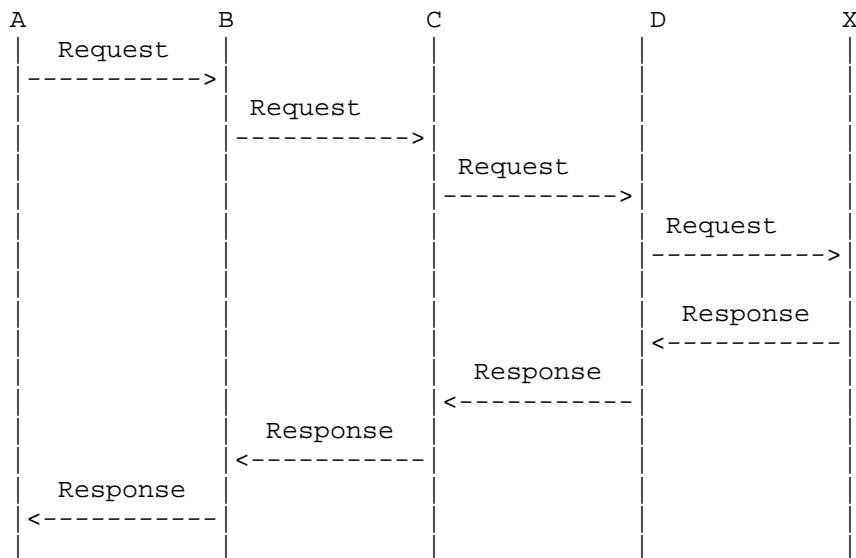 A B C D X
Request
Request
Request
Request
Response
Response
Response
Response